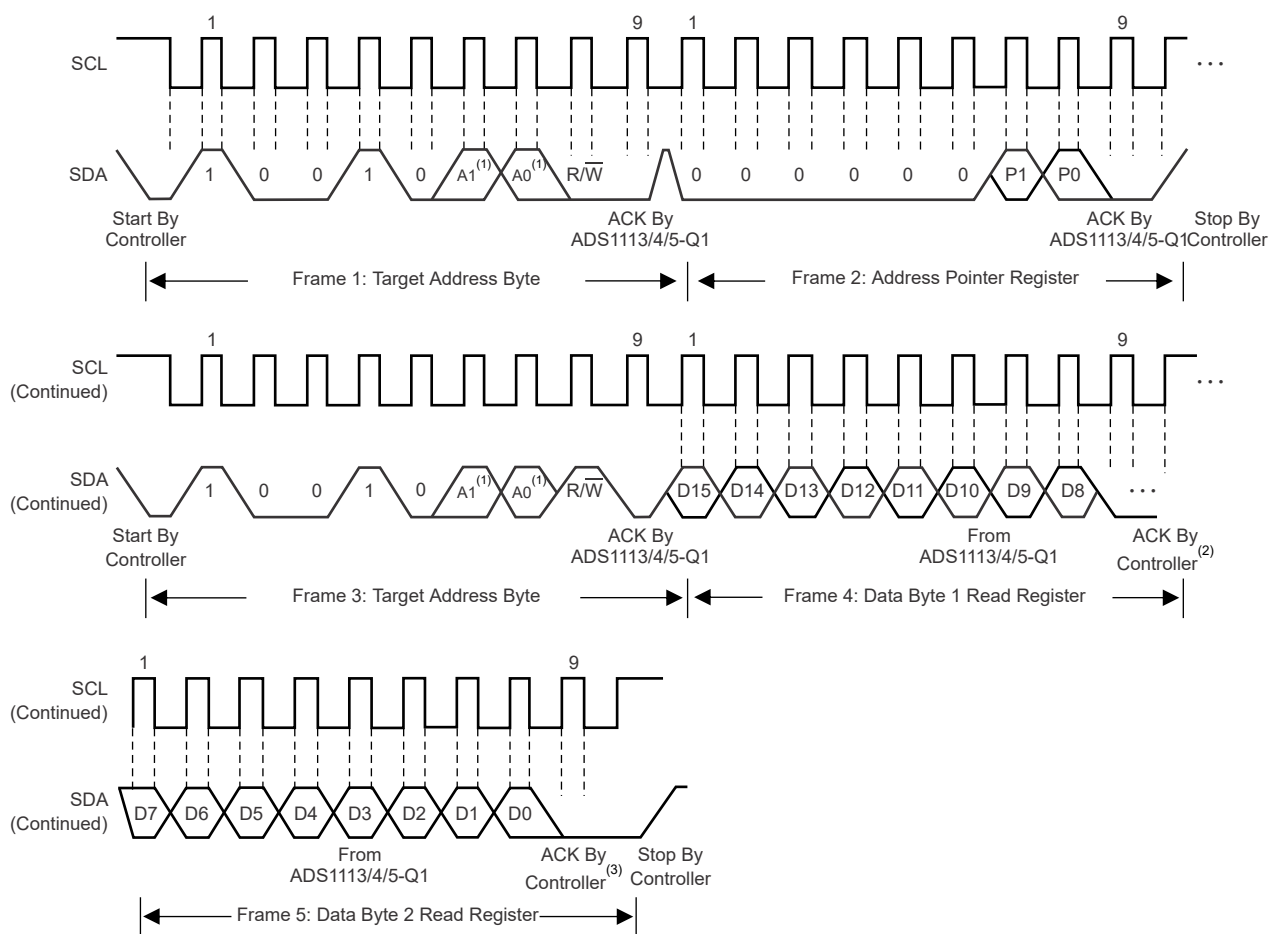 1 9 1 9
SCL ...
SDA 1 0 0 1 0 A1(1) A0(1) R/W 0 0 0 0 0 0 P1 P0
Start By ACK By ACK By Stop By
Controller ADS1113/4/5-Q1 ADS1113/4/5-Q1 Controller
Frame 1: Target Address Byte Frame 2: Address Pointer Register
1 9 1 9
SCL ...
(Continued)
SDA 1 0 0 1 0 A1(1) A0(1) R/W D15 D14 D13 D12 D11 D10 D9 D8 ...
(Continued)
Start By ACK By From ACK By
Controller ADS1113/4/5-Q1 ADS1113/4/5-Q1 Controller(2)
Frame 3: Target Address Byte Frame 4: Data Byte 1 Read Register
1 9
SCL
(Continued)
SDA D7 D6 D5 D4 D3 D2 D1 D0
(Continued)
From ACK By Stop By
ADS1113/4/5-Q1 Controller(3) Controller
Frame 5: Data Byte 2 Read Register